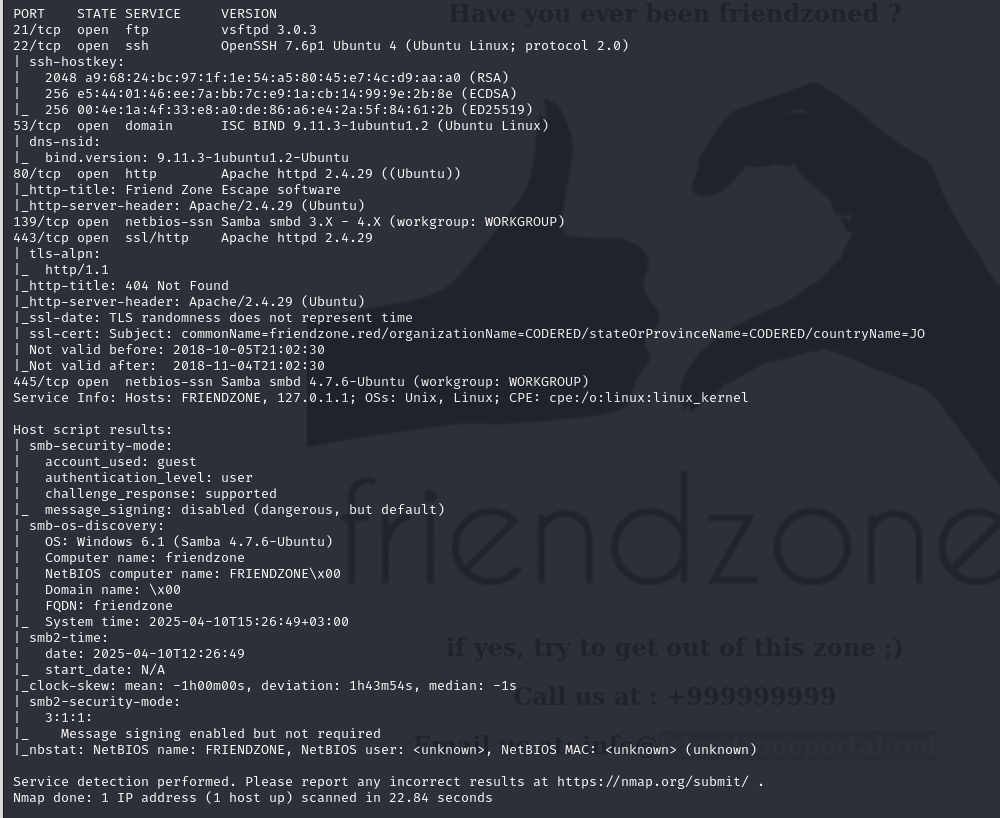 Have you ever been friendzoned ?
PORT    STATE SERVICE     VERSION
21/tcp  open  ftp         vsftpd 3.0.3
22/tcp  open  ssh         OpenSSH 7.6p1 Ubuntu 4 (Ubuntu Linux; protocol 2.0)
| ssh-hostkey:
|   2048 a9:68:24:bc:97:1f:1e:54:a5:80:45:e7:4c:d9:aa:a0 (RSA)
|   256 e5:44:01:46:ee:7a:bb:7c:e9:1a:cb:14:99:9e:2b:8e (ECDSA)
|_  256 00:4e:1a:4f:33:e8:a0:de:86:a6:e4:2a:5f:84:61:2b (ED25519)
53/tcp  open  domain      ISC BIND 9.11.3-1ubuntu1.2 (Ubuntu Linux)
| dns-nsid:
|_  bind.version: 9.11.3-1ubuntu1.2-Ubuntu
80/tcp  open  http        Apache httpd 2.4.29 ((Ubuntu))
|_http-title: Friend Zone Escape software
|_http-server-header: Apache/2.4.29 (Ubuntu)
139/tcp open  netbios-ssn Samba smbd 3.X - 4.X (workgroup: WORKGROUP)
443/tcp open  ssl/http    Apache httpd 2.4.29
| tls-alpn:
|_  http/1.1
|_http-title: 404 Not Found
|_http-server-header: Apache/2.4.29 (Ubuntu)
|_ssl-date: TLS randomness does not represent time
| ssl-cert: Subject: commonName=friendzone.red/organizationName=CODERED/stateOrProvinceName=CODERED/countryName=JO
| Not valid before: 2018-10-05T21:02:30
|_Not valid after:  2018-11-04T21:02:30
445/tcp open  netbios-ssn Samba smbd 4.7.6-Ubuntu (workgroup: WORKGROUP)
Service Info: Hosts: FRIENDZONE, 127.0.1.1; OSs: Unix, Linux; CPE: cpe:/o:linux:linux_kernel
Host script results:
| smb-security-mode:
|   account_used: guest
|   authentication_level: user
|   challenge_response: supported
|_  message_signing: disabled (dangerous, but default)
| smb-os-discovery:
|   OS: Windows 6.1 (Samba 4.7.6-Ubuntu)
|   Computer name: friendzone
|   NetBIOS computer name: FRIENDZONE\x00
|   Domain name: \x00
|   FQDN: friendzone
|_  System time: 2025-04-10T15:26:49+03:00
friendzone
| smb2-time:
|   date: 2025-04-10T12:26:49
if yes, try to get out of this zone ;)
|_  start_date: N/A
|_clock-skew: mean: -1h00m00s, deviation: 1h43m54s, median: -1s
Call us at : +999999999
| smb2-security-mode:
|   3:1:1:
|_    Message signing enabled but not required
|_nbstat: NetBIOS name: FRIENDZONE, NetBIOS user: <unknown>, NetBIOS MAC: <unknown> (unknown)
Email us at: info@friendzoneportal.red
Service detection performed. Please report any incorrect results at https://nmap.org/submit/ .
Nmap done: 1 IP address (1 host up) scanned in 22.84 seconds